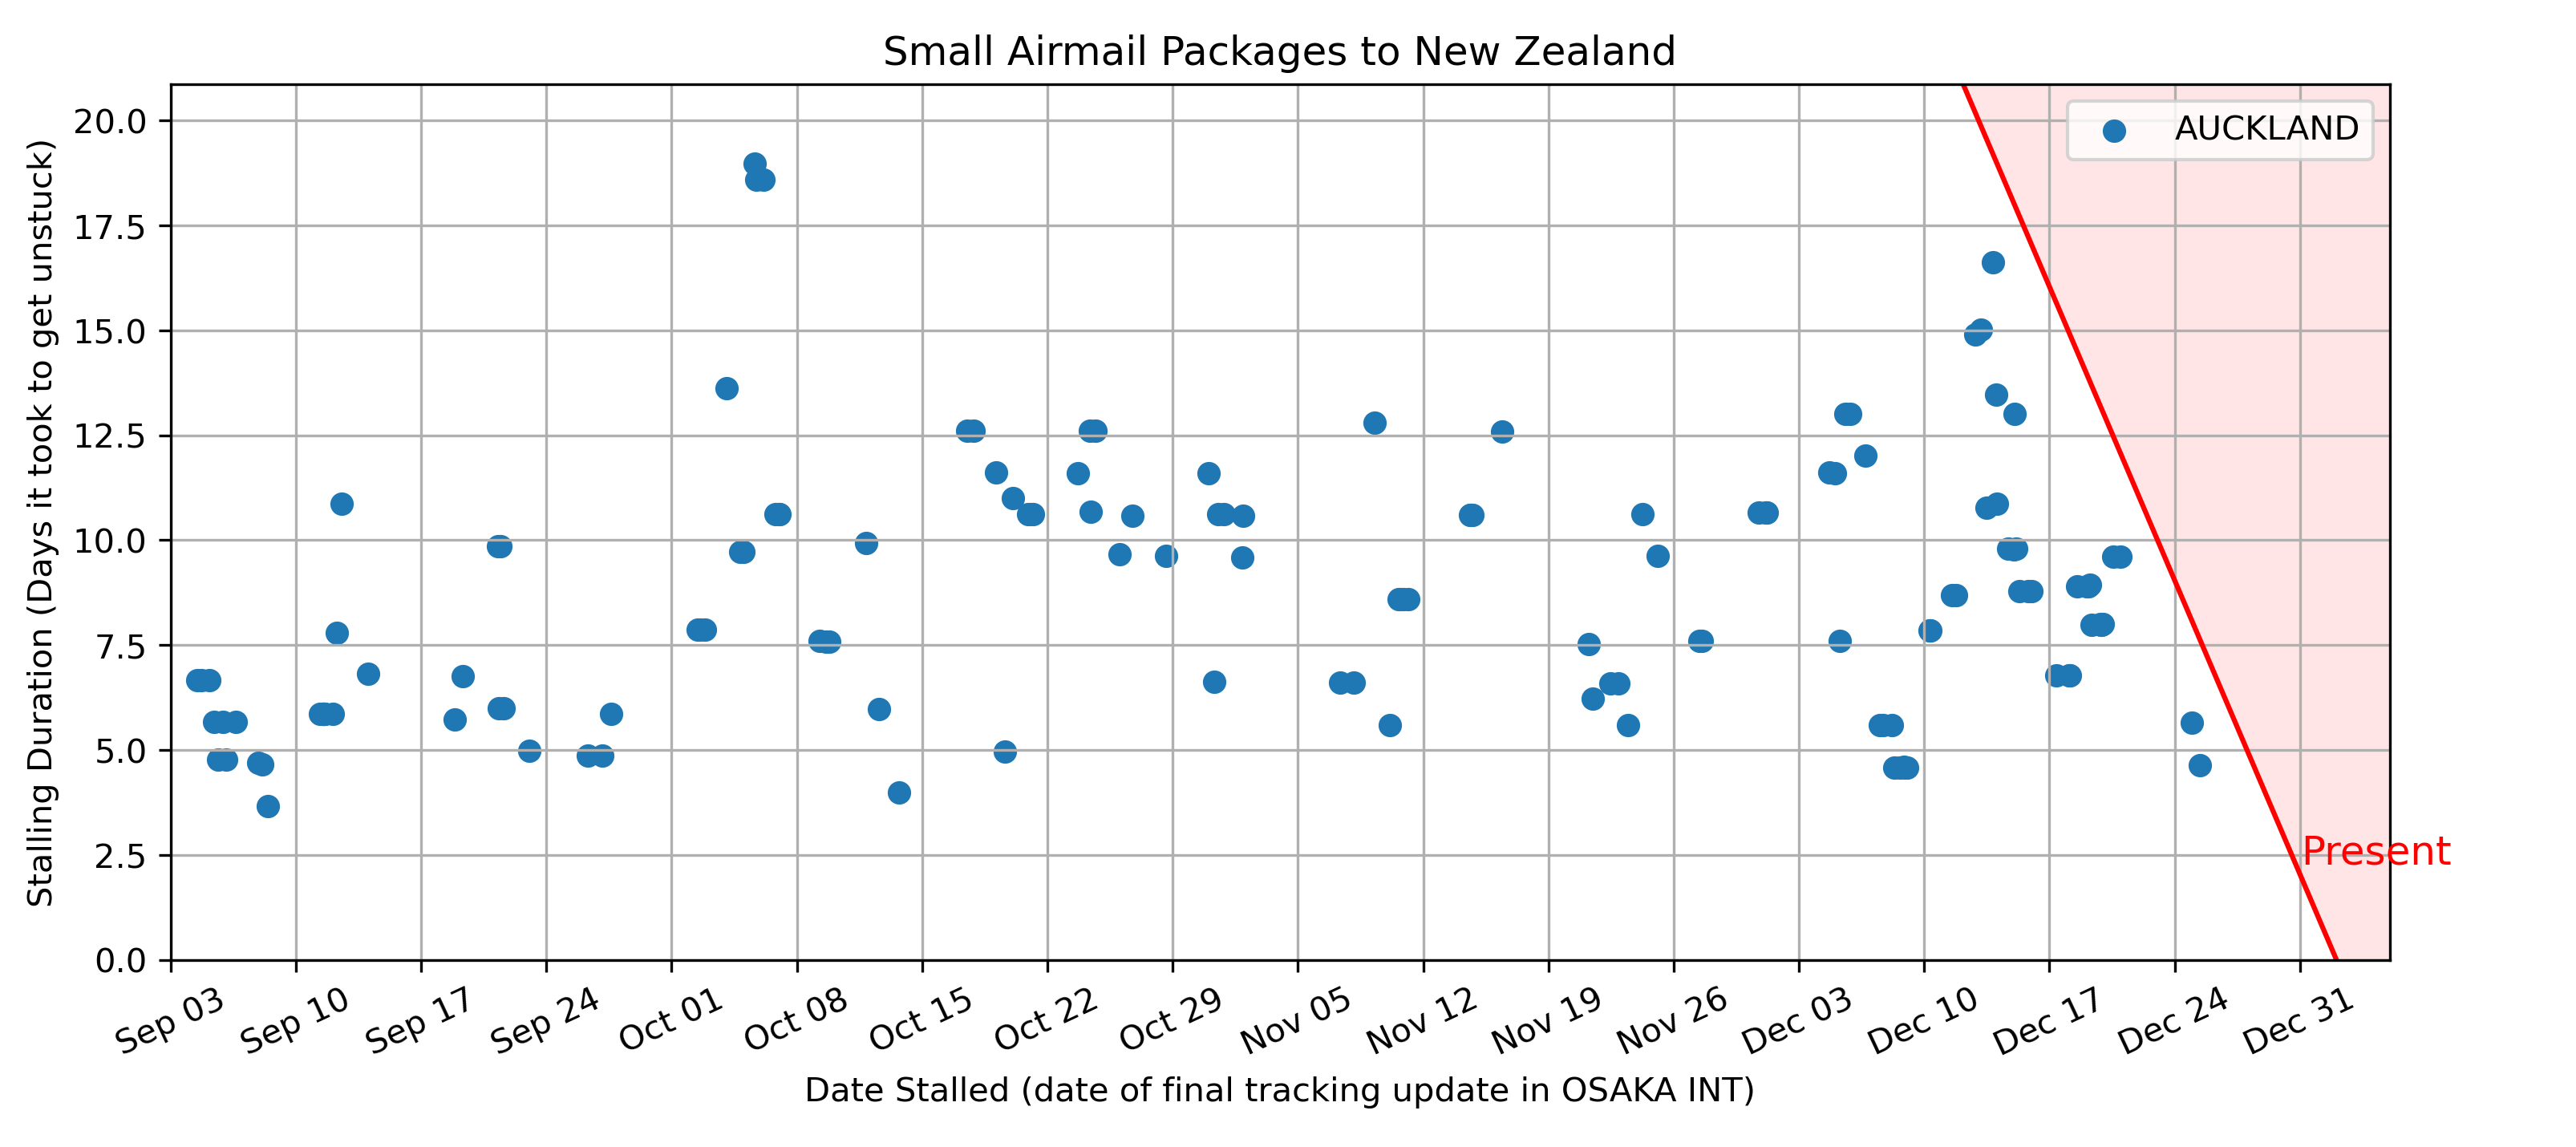 Small Airmail Packages to New Zealand
AUCKLAND
Stalling Duration (Days it took to get unstuck)
20.0
17.5
15.0
12.5
10.0
7.5
5.0
2.5
0.0
Present
Sep 03
Sep 10
Sep 17
Sep 24
Oct 01
Oct 08
Oct 15
Oct 22
Oct 29
Nov 05
Nov 12
Nov 19
Nov 26
Dec 03
Dec 10
Dec 17
Dec 24
Dec 31
Date Stalled (date of final tracking update in OSAKA INT)